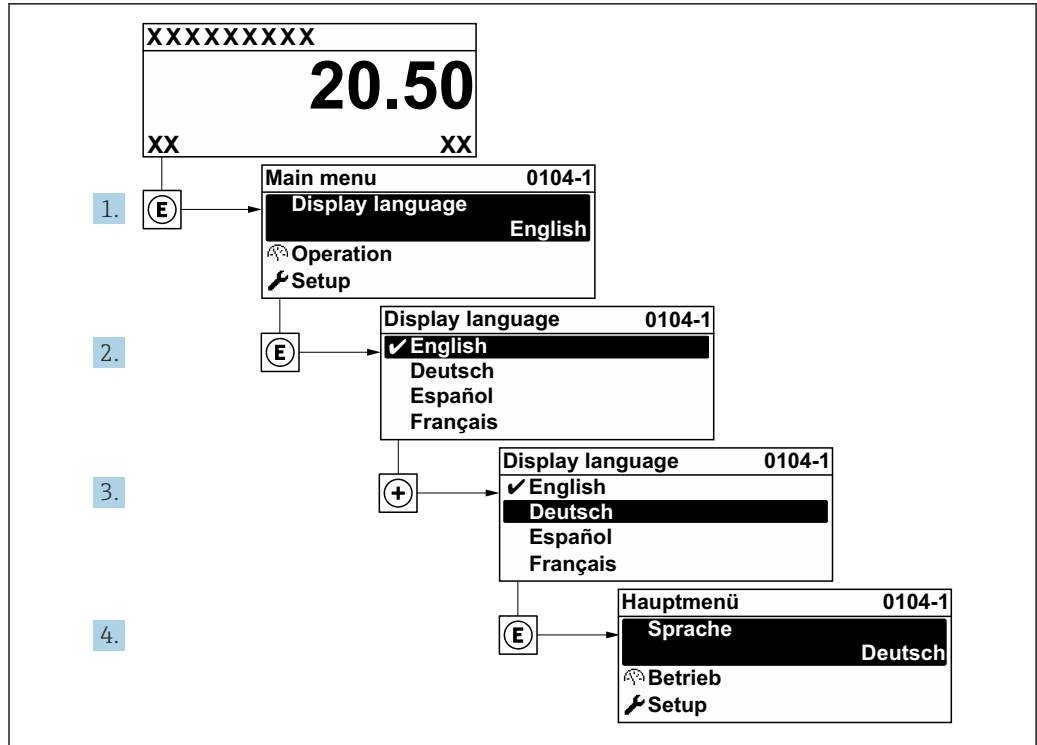 XXXXXXXXX
20.50
XX XX
1. E
Main menu 0104-1
Display language
English
Operation
Setup
2. E
Display language 0104-1
✔English
Deutsch
Español
Français
3. +
Display language 0104-1
✔English
Deutsch
Español
Français
4. E
Hauptmenü 0104-1
Sprache
Deutsch
Betrieb
Setup